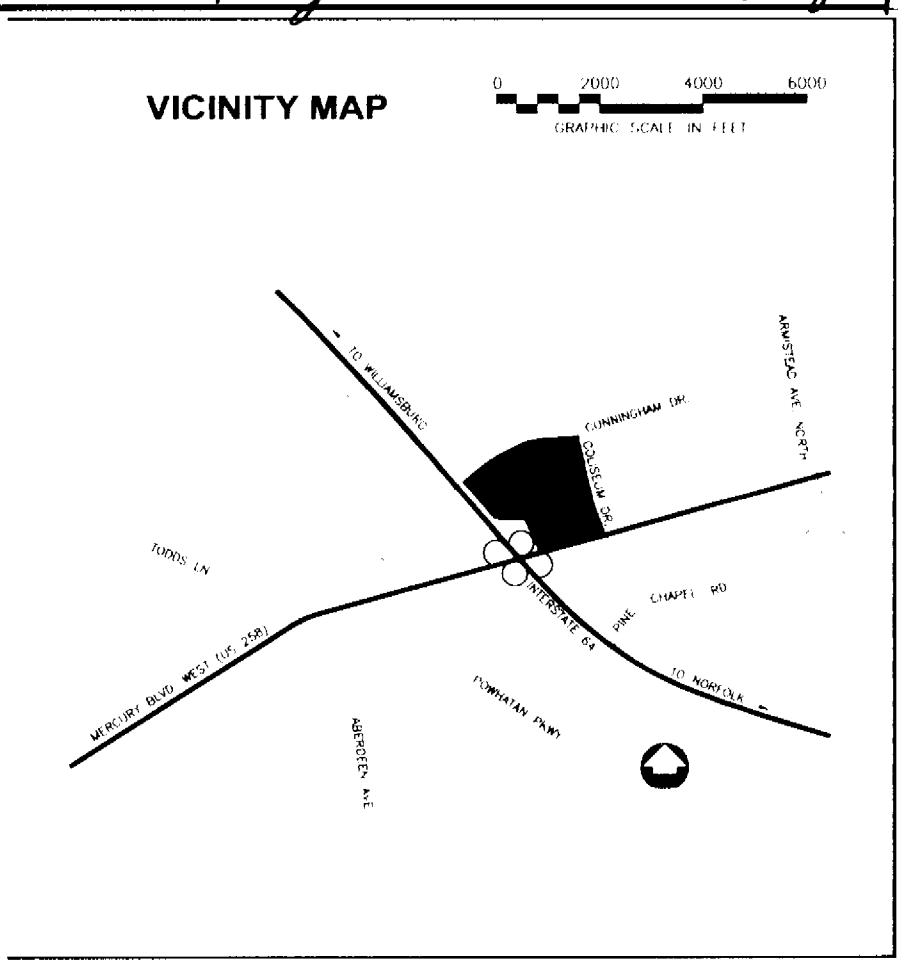 0 2000 4000 6000
VICINITY MAP
GRAPHIC SCALE IN FEET
ARMISTEAD AVE. NORTH
TO WILLIAMSBURG
CUNNINGHAM DR.
COLISEUM DR.
TODDS LN
INTERSTATE 64
PINE CHAPEL RD
MERCURY BLVD WEST (US 258)
TO NORFOLK
POWHATAN PKWY
ABERDEEN AVE